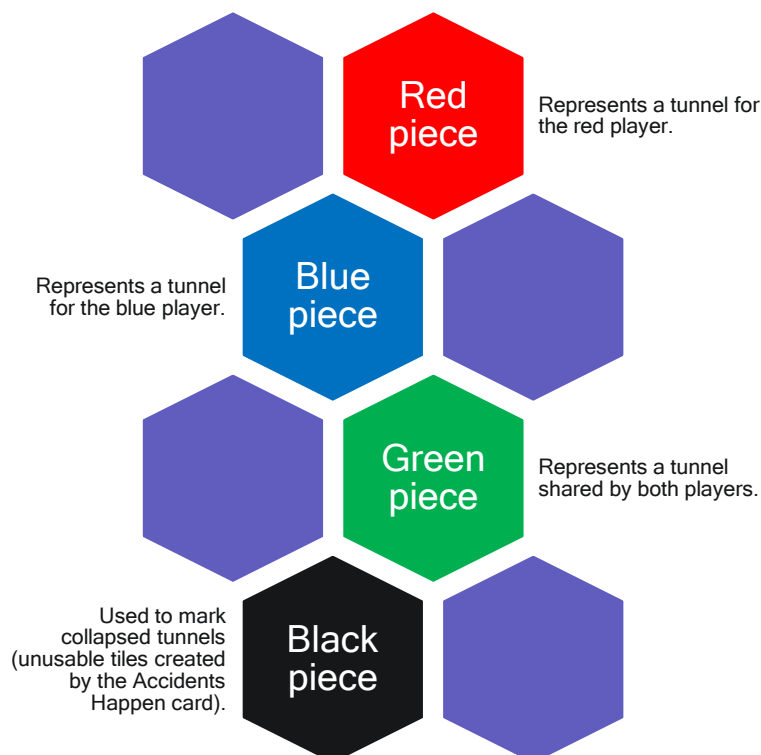 Red
piece
Represents a tunnel for
the red player.
Represents a tunnel
for the blue player.
Blue
piece
Green
piece
Represents a tunnel
shared by both players.
Used to mark
collapsed tunnels
(unusable tiles created
by the Accidents
Happen card).
Black
piece